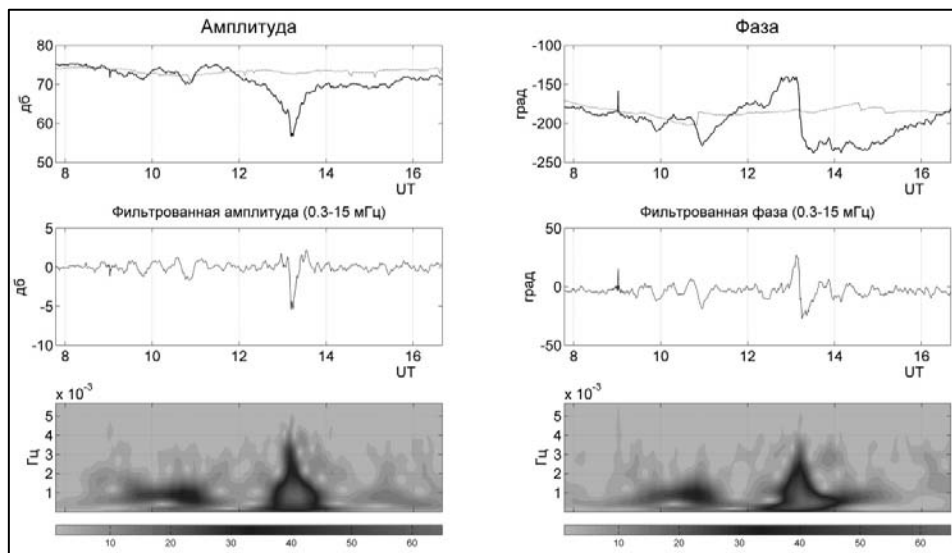 Амплитуда
80
70
60
50
дб
8 10 12 14 16
UT
Фаза
-100
-150
-200
-250
град
8 10 12 14 16
UT
Фильтрованная амплитуда (0.3-15 мГц)
5
0
-5
-10
дб
8 10 12 14 16
UT
Фильтрованная фаза (0.3-15 мГц)
50
0
-50
град
8 10 12 14 16
UT
x 10⁻³
5
4
3
2
1
Гц
10 20 30 40 50 60
x 10⁻³
5
4
3
2
1
Гц
10 20 30 40 50 60